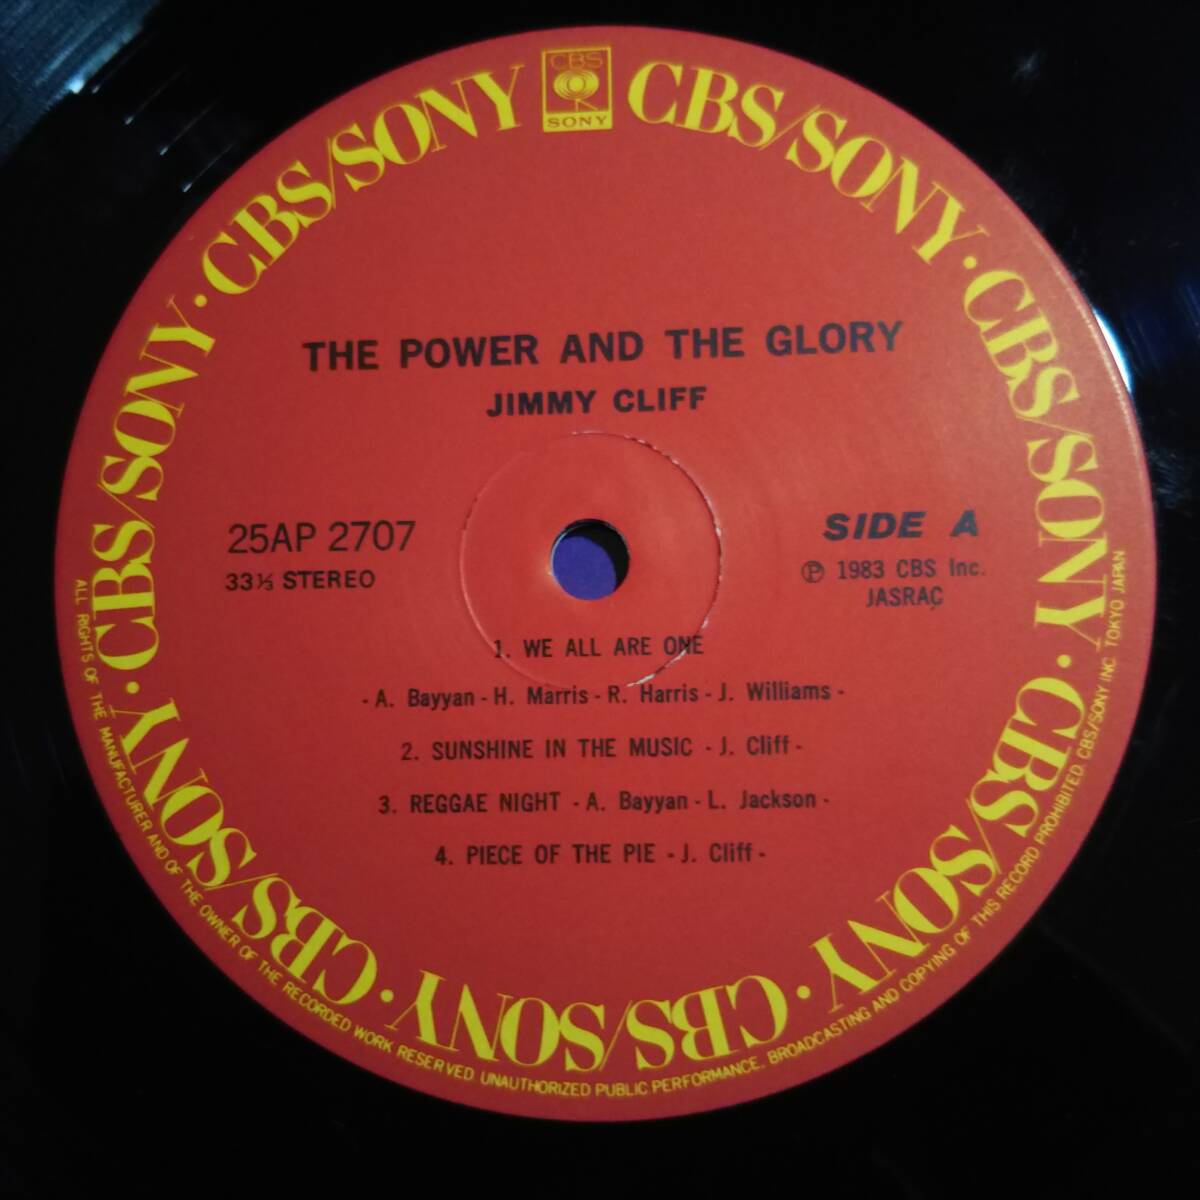 CBS
SONY
CBS/SONY · CBS/SONY · CBS/SONY · CBS/SONY · CBS/SONY · CBS/SONY · CBS/SONY · CBS/SONY · CBS/SONY
THE POWER AND THE GLORY
JIMMY CLIFF
25AP 2707
33⅓ STEREO
SIDE A
Ⓟ 1983 CBS Inc.
JASRAC
1. WE ALL ARE ONE
- A. Bayyan - H. Marris - R. Harris - J. Williams -
2. SUNSHINE IN THE MUSIC - J. Cliff -
3. REGGAE NIGHT - A. Bayyan - L. Jackson -
4. PIECE OF THE PIE - J. Cliff -
ALL RIGHTS OF THE MANUFACTURER AND OF THE OWNER OF THE RECORDED WORK RESERVED. UNAUTHORIZED PUBLIC PERFORMANCE, BROADCASTING AND COPYING OF THIS RECORD PROHIBITED. CBS/SONY INC. TOKYO JAPAN